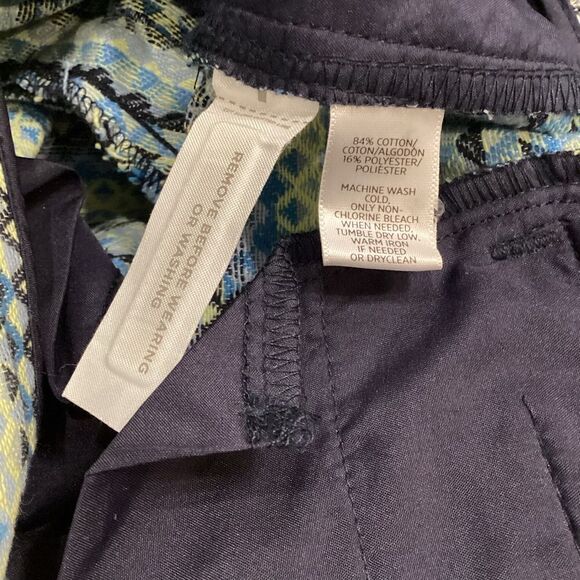 REMOVE BEFORE WEARING
OR WASHING
84% COTTON/
COTON/ALGODÓN
16% POLYESTER/
POLIÉSTER
MACHINE WASH
COLD,
ONLY NON-
CHLORINE BLEACH
WHEN NEEDED,
TUMBLE DRY LOW,
WARM IRON
IF NEEDED
OR DRYCLEAN